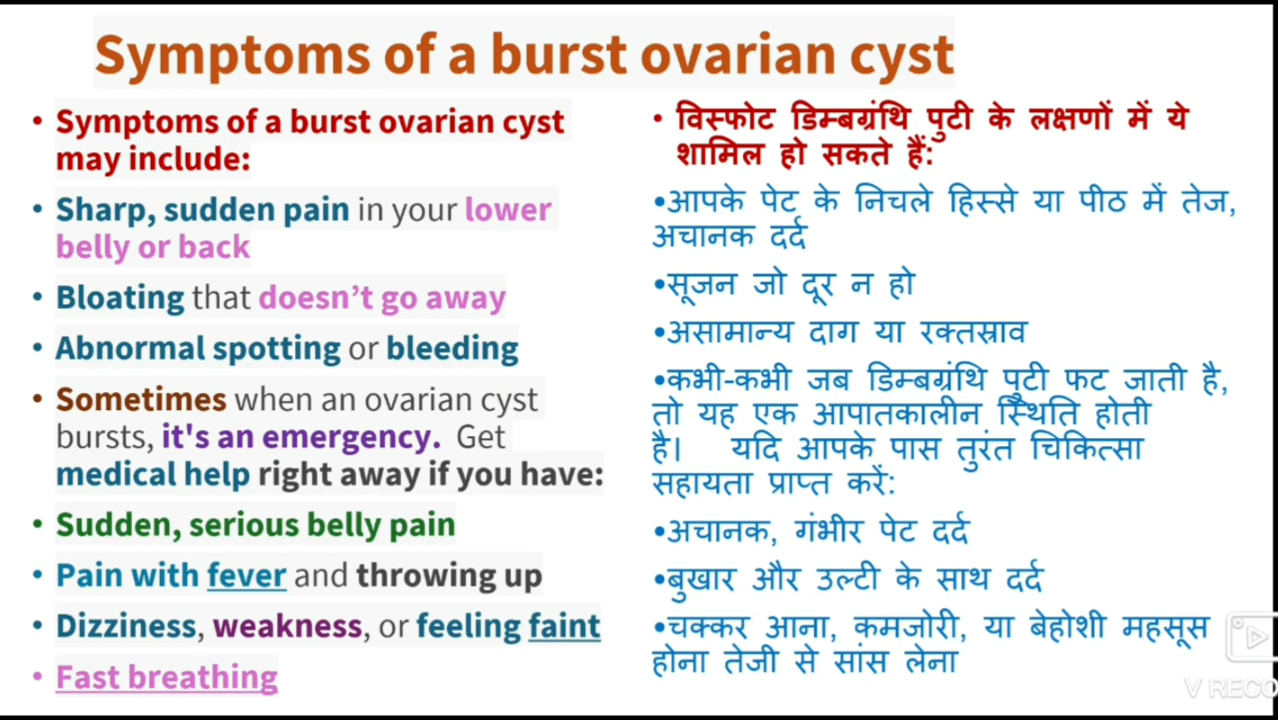 Symptoms of a burst ovarian cyst
• Symptoms of a burst ovarian cyst
may include:
• Sharp, sudden pain in your lower
belly or back
• Bloating that doesn't go away
• Abnormal spotting or bleeding
• Sometimes when an ovarian cyst
bursts, it's an emergency. Get
medical help right away if you have:
• Sudden, serious belly pain
• Pain with fever and throwing up
• Dizziness, weakness, or feeling faint
• Fast breathing
• विस्फोट डिम्बग्रंथि पुटी के लक्षणों में ये
शामिल हो सकते हैं:
•आपके पेट के निचले हिस्से या पीठ में तेज,
अचानक दर्द
•सूजन जो दूर न हो
•असामान्य दाग या रक्तस्राव
•कभी-कभी जब डिम्बग्रंथि पुटी फट जाती है,
तो यह एक आपातकालीन स्थिति होती
है। यदि आपके पास तुरंत चिकित्सा
सहायता प्राप्त करें:
•अचानक, गंभीर पेट दर्द
•बुखार और उल्टी के साथ दर्द
•चक्कर आना, कमजोरी, या बेहोशी महसूस
होना तेजी से सांस लेना
V RECO